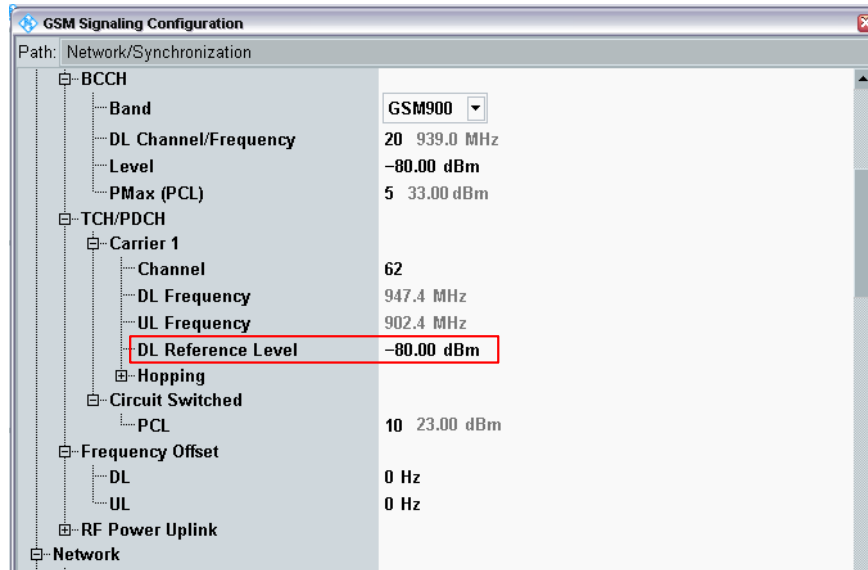 GSM Signaling Configuration
Path: Network/Synchronization
BCCH
Band GSM900
DL Channel/Frequency 20 939.0 MHz
Level -80.00 dBm
PMax (PCL) 5 33.00 dBm
TCH/PDCH
Carrier 1
Channel 62
DL Frequency 947.4 MHz
UL Frequency 902.4 MHz
DL Reference Level -80.00 dBm
Hopping
Circuit Switched
PCL 10 23.00 dBm
Frequency Offset
DL 0 Hz
UL 0 Hz
RF Power Uplink
Network